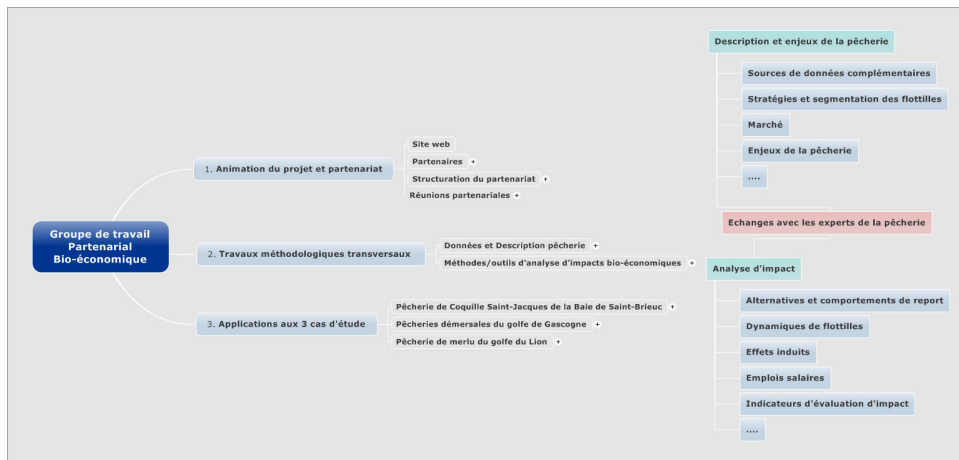 Groupe de travail
Partenarial
Bio-économique
1. Animation du projet et partenariat
Site web
Partenaires
Structuration du partenariat
Réunions partenariales
2. Travaux méthodologiques transversaux
Données et Description pêcherie
Méthodes/outils d'analyse d'impacts bio-économiques
3. Applications aux 3 cas d'étude
Pêcherie de Coquille Saint-Jacques de la Baie de Saint-Brieuc
Pêcheries démersales du golfe de Gascogne
Pêcherie de merlu du golfe du Lion
Description et enjeux de la pêcherie
Sources de données complémentaires
Stratégies et segmentation des flottilles
Marché
Enjeux de la pêcherie
....
Echanges avec les experts de la pêcherie
Analyse d'impact
Alternatives et comportements de report
Dynamiques de flottilles
Effets induits
Emplois salaires
Indicateurs d'évaluation d'impact
....